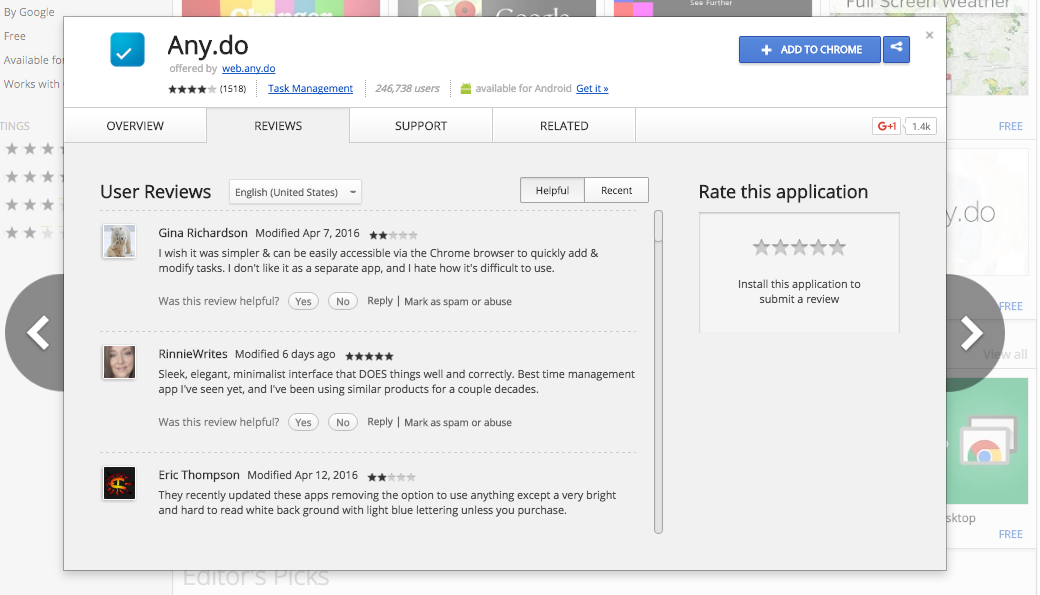 By Google
Free
Available for
Works with
TINGS
Google
See Further
Full Screen Weather
Any.do
offered by web.any.do
(1518)
Task Management
246,738 users
available for Android Get it »
ADD TO CHROME
×
OVERVIEW
REVIEWS
SUPPORT
RELATED
G+1
1.4k
FREE
User Reviews
English (United States)
Helpful
Recent
Rate this application
Gina Richardson Modified Apr 7, 2016
I wish it was simpler & can be easily accessible via the Chrome browser to quickly add &
modify tasks. I don't like it as a separate app, and I hate how it's difficult to use.
Was this review helpful? Yes No Reply | Mark as spam or abuse
RinnieWrites Modified 6 days ago
Sleek, elegant, minimalist interface that DOES things well and correctly. Best time management
app I've seen yet, and I've been using similar products for a couple decades.
Was this review helpful? Yes No Reply | Mark as spam or abuse
Eric Thompson Modified Apr 12, 2016
They recently updated these apps removing the option to use anything except a very bright
and hard to read white back ground with light blue lettering unless you purchase.
Install this application to
submit a review
y.do
FREE
View all
sktop
FREE
Editor's Picks